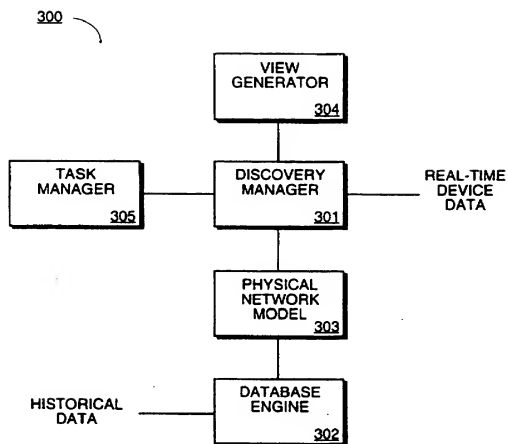 300
VIEW
GENERATOR
304
TASK
MANAGER
305
DISCOVERY
MANAGER
301
REAL-TIME
DEVICE
DATA
PHYSICAL
NETWORK
MODEL
303
HISTORICAL
DATA
DATABASE
ENGINE
302